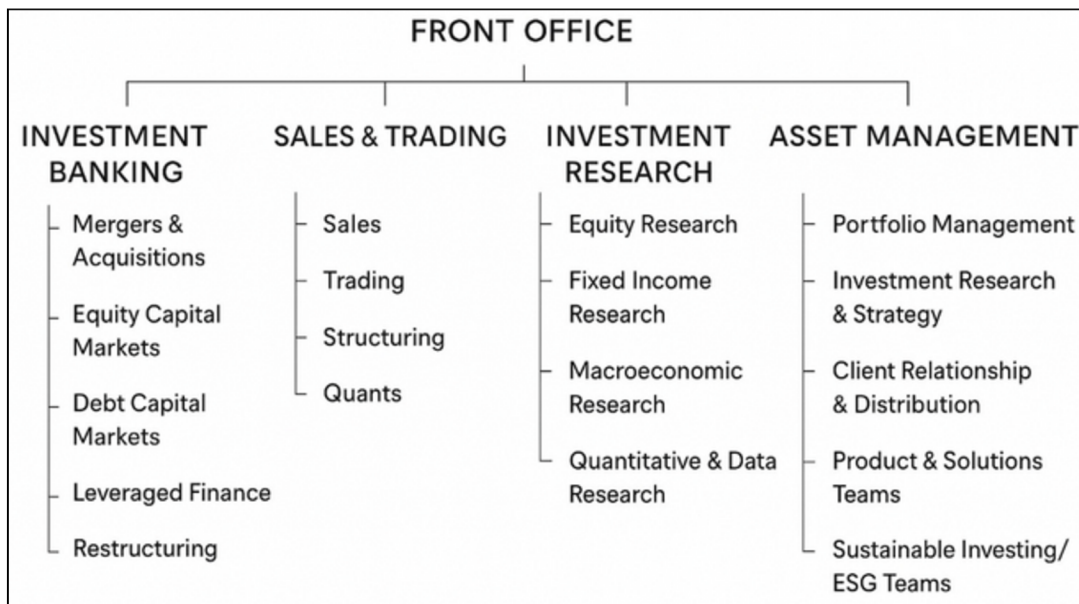 FRONT OFFICE
INVESTMENT
BANKING
Mergers &
Acquisitions
Equity Capital
Markets
Debt Capital
Markets
Leveraged Finance
Restructuring
SALES & TRADING
Sales
Trading
Structuring
Quants
INVESTMENT
RESEARCH
Equity Research
Fixed Income
Research
Macroeconomic
Research
Quantitative & Data
Research
ASSET MANAGEMENT
Portfolio Management
Investment Research
& Strategy
Client Relationship
& Distribution
Product & Solutions
Teams
Sustainable Investing/
ESG Teams